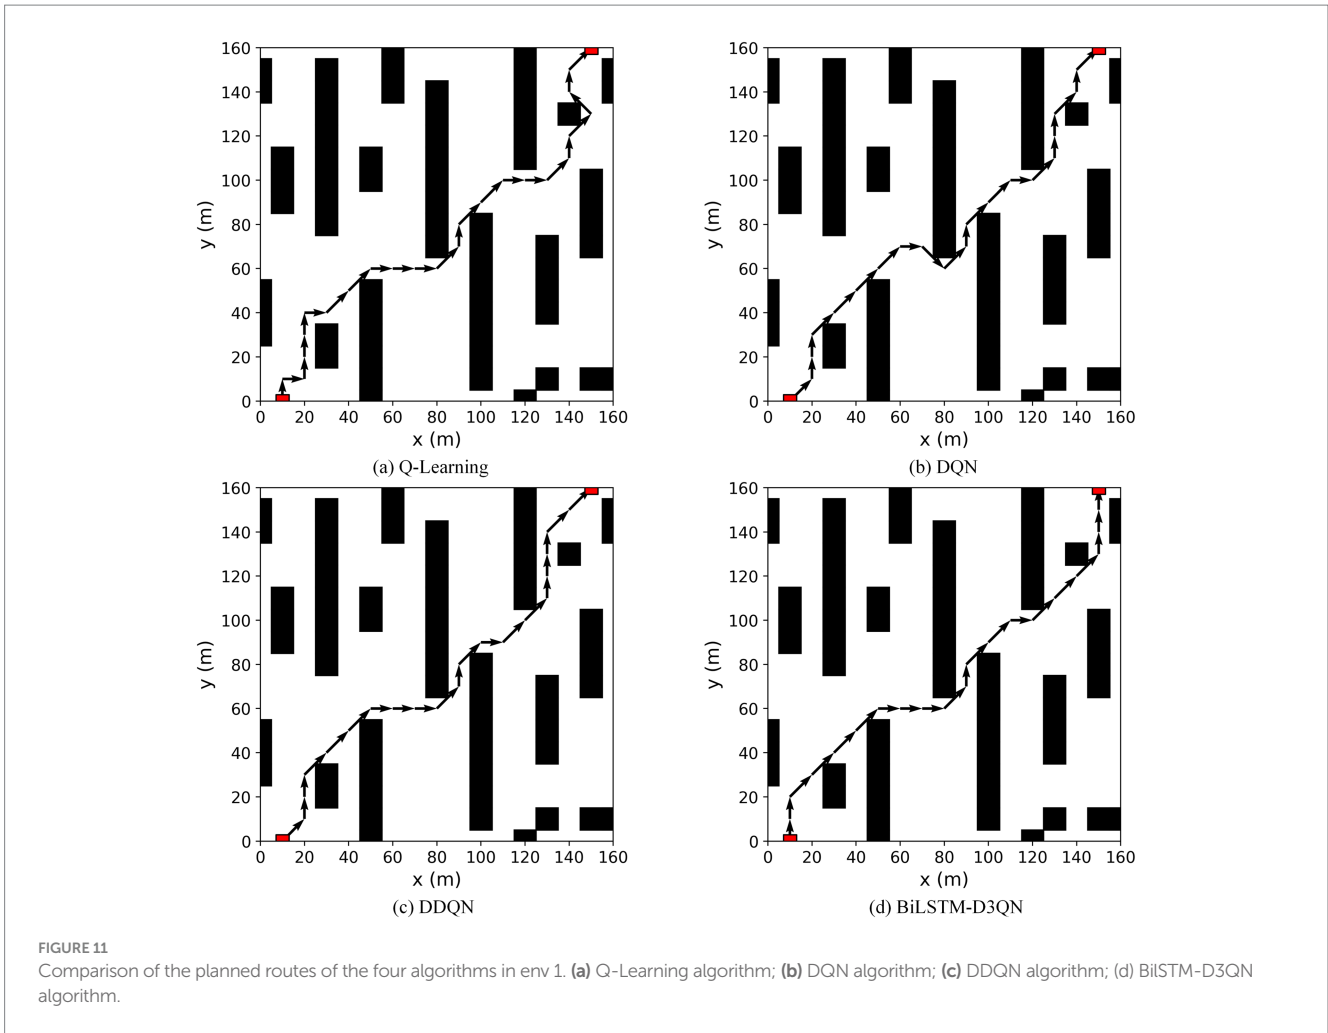 160
140
120
100
80
60
40
20
0
y (m)
0 20 40 60 80 100 120 140 160
x (m)
(a) Q-Learning
160
140
120
100
80
60
40
20
0
y (m)
0 20 40 60 80 100 120 140 160
x (m)
(b) DQN
160
140
120
100
80
60
40
20
0
y (m)
0 20 40 60 80 100 120 140 160
x (m)
(c) DDQN
160
140
120
100
80
60
40
20
0
y (m)
0 20 40 60 80 100 120 140 160
x (m)
(d) BiLSTM-D3QN
FIGURE 11
Comparison of the planned routes of the four algorithms in env 1. (a) Q-Learning algorithm; (b) DQN algorithm; (c) DDQN algorithm; (d) BilSTM-D3QN
algorithm.